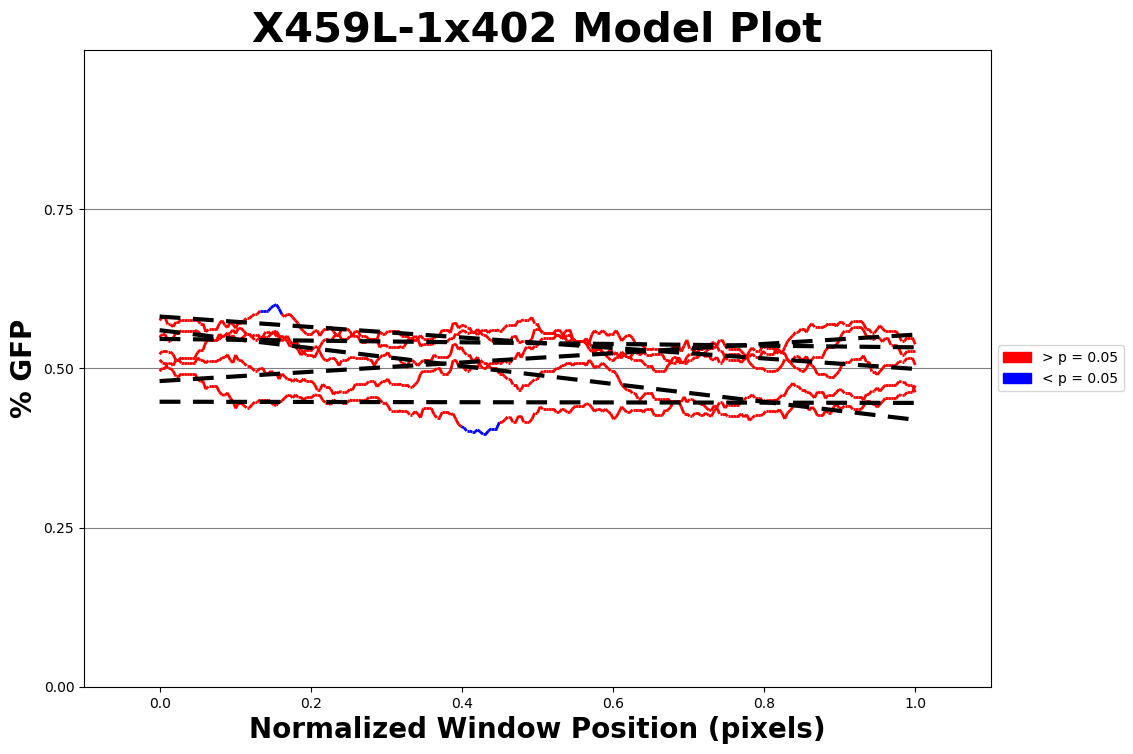 X459L-1x402 Model Plot
% GFP
0.75
0.50
0.25
0.00
0.0 0.2 0.4 0.6 0.8 1.0
Normalized Window Position (pixels)
> p = 0.05
< p = 0.05